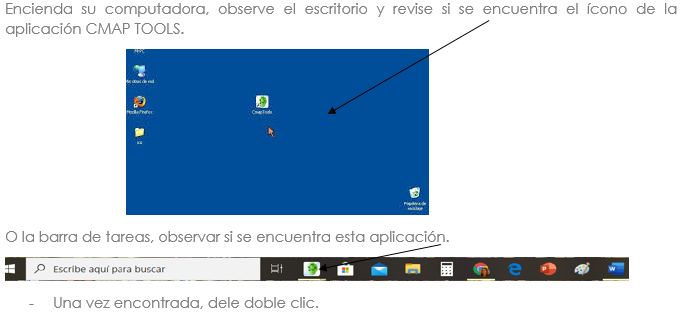 Encienda su computadora, observe el escritorio y revise si se encuentra el ícono de la
aplicación CMAP TOOLS.
Mi PC
Mis sitios de red
Mozilla Firefox
CmapTools
Papelera de
reciclaje
O la barra de tareas, observar si se encuentra esta aplicación.
Escribe aquí para buscar
- Una vez encontrada, dele doble clic.